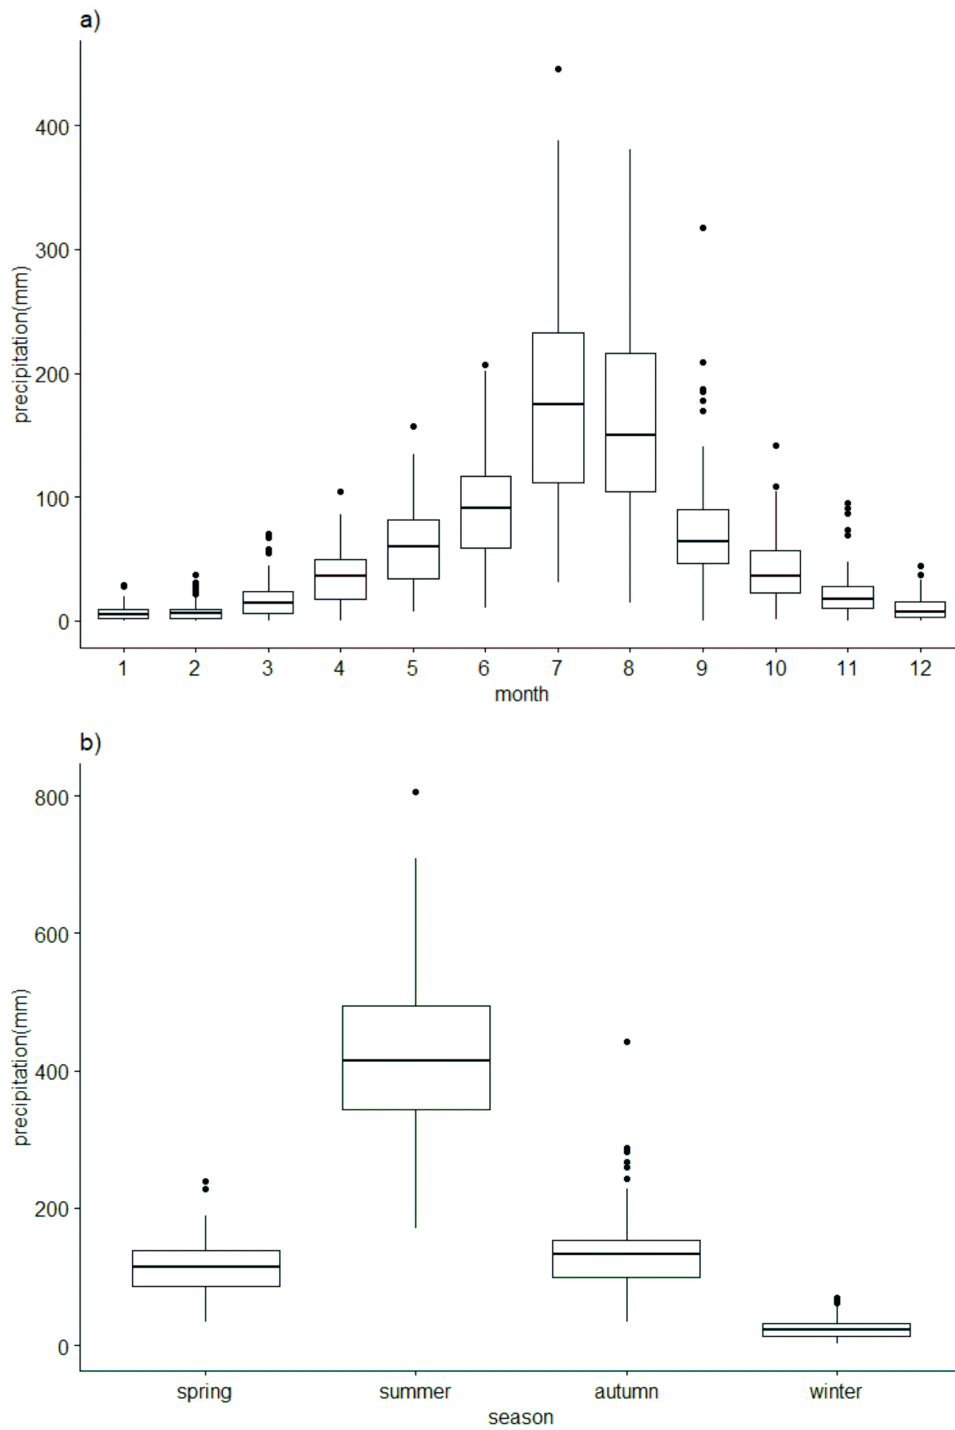 a)
precipitation(mm)
400
300
200
100
0
1 2 3 4 5 6 7 8 9 10 11 12
month
b)
precipitation(mm)
800
600
400
200
0
spring summer autumn winter
season